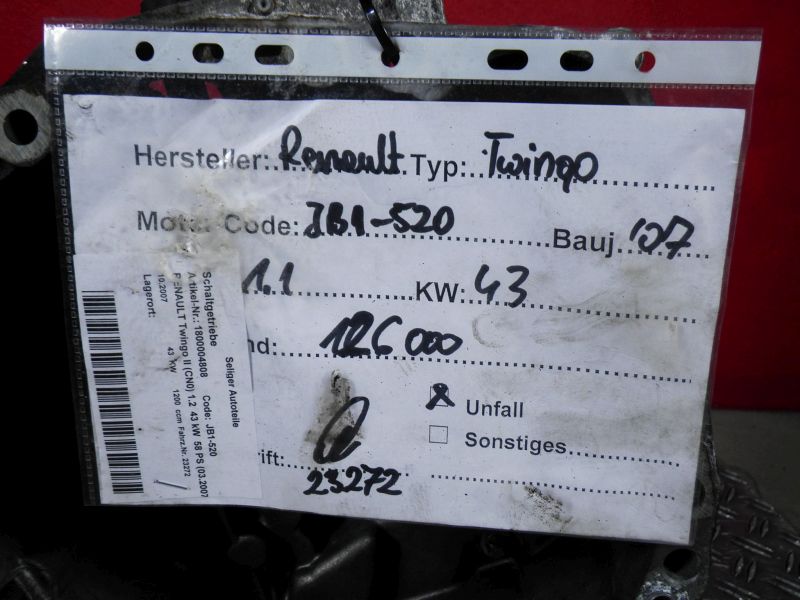 Hersteller: Renault Typ: Twingo
Motor Code: JB1-520 Bauj '07
1.1 KW: 43
nd: 126000
Unfall
Sonstiges
rift:
23272
Seliger Autoteile
Schaltgetriebe Code: JB1-520
Artikel-Nr.: 1800004808
RENAULT Twingo II (CN0) 1.2 43 kW 58 PS (03.2007
10.2007 43 kW 1200 ccm Fahrz.Nr. 23272
Lagerort: